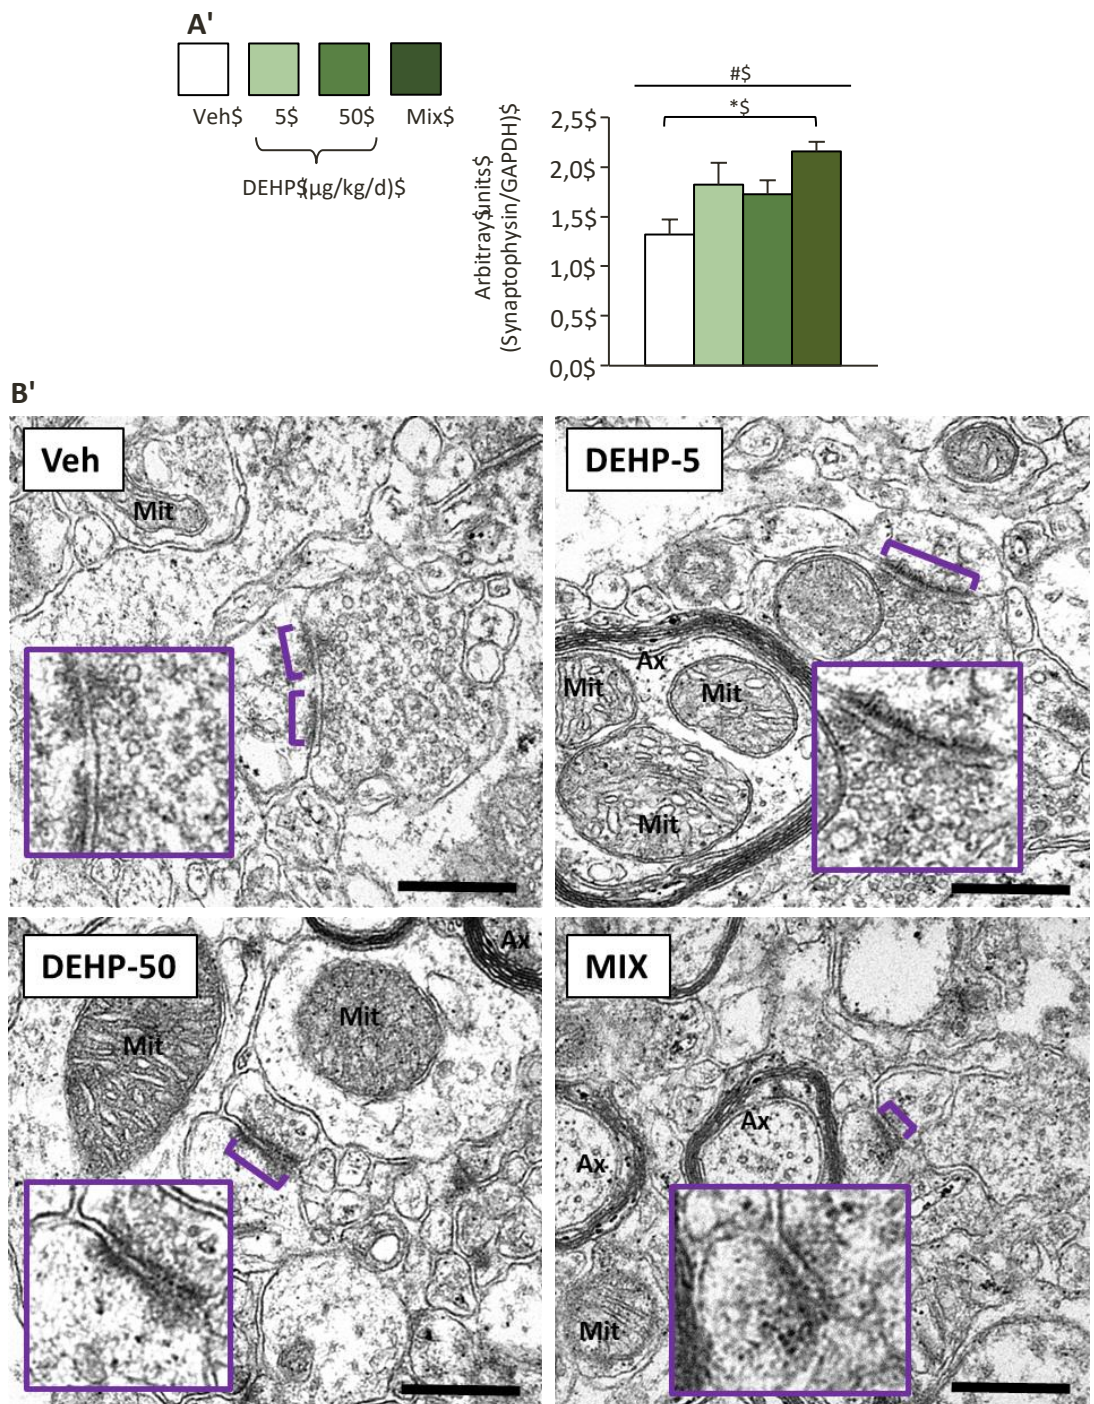 A'
Veh$ 5$ 50$ Mix$
DEHP$(µg/kg/d)$
#$
*$
Arbitray$units$
(Synaptophysin/GAPDH)$
2,5$
2,0$
1,5$
1,0$
0,5$
0,0$
B'
Veh
Mit
DEHP-5
Ax
Mit
Mit
Mit
DEHP-50
Ax
Mit
Mit
MIX
Ax
Ax
Mit